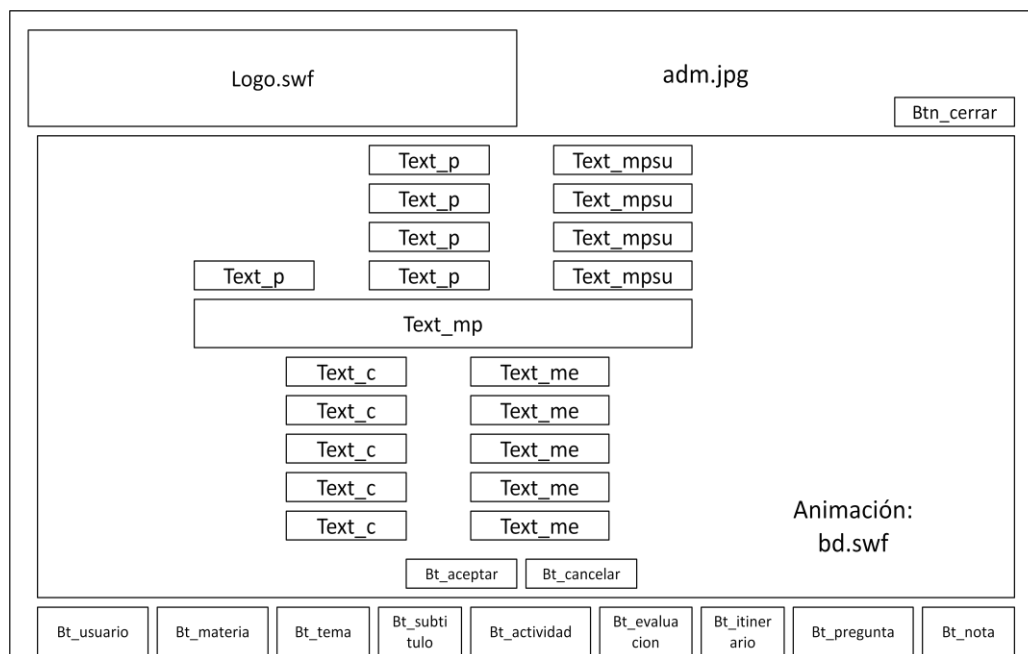 Logo.swf
adm.jpg
Btn_cerrar
Text_p Text_mpsu
Text_p Text_mpsu
Text_p Text_mpsu
Text_p Text_p Text_mpsu
Text_mp
Text_c Text_me
Text_c Text_me
Text_c Text_me
Text_c Text_me
Text_c Text_me
Animación:
bd.swf
Bt_aceptar Bt_cancelar
Bt_usuario
Bt_materia
Bt_tema
Bt_subti
tulo
Bt_actividad
Bt_evalua
cion
Bt_itiner
ario
Bt_pregunta
Bt_nota